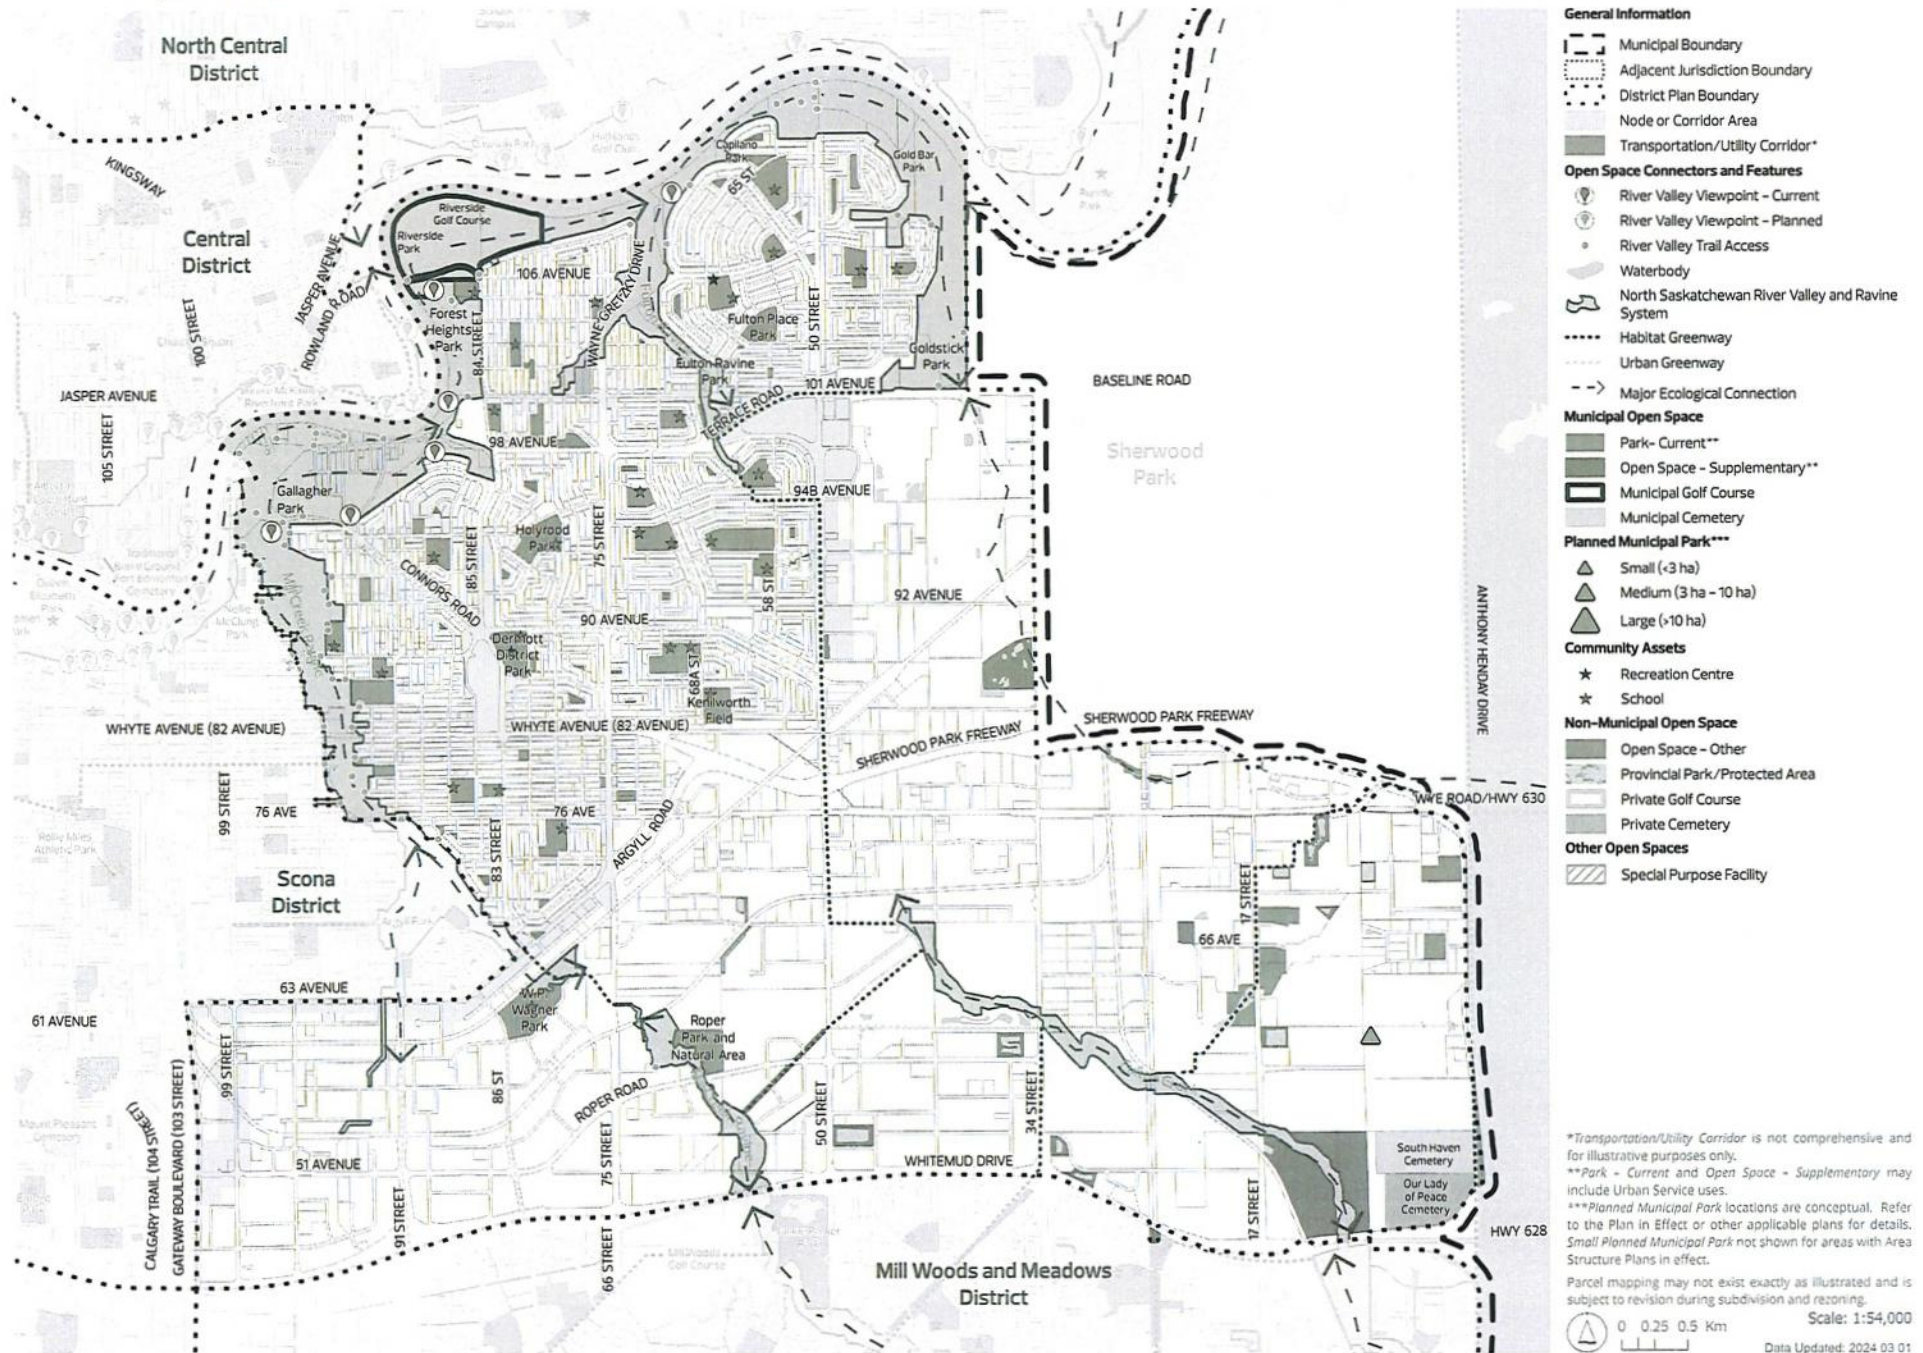 North Central
District
KINGSWAY
Central
District
JASPER AVENUE
ROWLAND ROAD
100 STREET
JASPER AVENUE
105 STREET
Riverside
Golf Course
Riverside
Park
Capilano
Park
65 ST
Gold Bar
Park
106 AVENUE
WAYNE GRETZKY DRIVE
Forest
Heights
Park
84 STREET
Fulton Place
Park
50 STREET
Goldstick
Park
Fulton Ravine
Park
101 AVENUE
TERRACE ROAD
BASELINE ROAD
98 AVENUE
Sherwood
Park
94B AVENUE
Gallagher
Park
Holyrood
Park
75 STREET
85 STREET
CONNORS ROAD
58 ST
92 AVENUE
90 AVENUE
Nellie
McClung
Park
Dermott
District
Park
68A ST
Kenilworth
Field
WHYTE AVENUE (82 AVENUE)
WHYTE AVENUE (82 AVENUE)
SHERWOOD PARK FREEWAY
SHERWOOD PARK FREEWAY
ANTHONY HENDAY DRIVE
99 STREET
76 AVE
76 AVE
ARGYLL ROAD
WYE ROAD/HWY 630
Rollie Miles
Athletic Park
83 STREET
Scona
District
17 STREET
66 AVE
63 AVENUE
61 AVENUE
W.P.
Wagner
Park
Roper
Park and
Natural Area
99 STREET
86 ST
ROPER ROAD
75 STREET
50 STREET
34 STREET
Mount Pleasant
Cemetery
CALGARY TRAIL (104 STREET)
GATEWAY BOULEVARD (103 STREET)
51 AVENUE
91 STREET
WHITEMUD DRIVE
South Haven
Cemetery
Our Lady
of Peace
Cemetery
17 STREET
HWY 628
66 STREET
Mill Woods
Golf Course
Mill Woods and Meadows
District
General Information
Municipal Boundary
Adjacent Jurisdiction Boundary
District Plan Boundary
Node or Corridor Area
Transportation/Utility Corridor*
Open Space Connectors and Features
River Valley Viewpoint - Current
River Valley Viewpoint - Planned
River Valley Trail Access
Waterbody
North Saskatchewan River Valley and Ravine
System
Habitat Greenway
Urban Greenway
Major Ecological Connection
Municipal Open Space
Park- Current**
Open Space - Supplementary**
Municipal Golf Course
Municipal Cemetery
Planned Municipal Park***
Small (<3 ha)
Medium (3 ha - 10 ha)
Large (>10 ha)
Community Assets
Recreation Centre
School
Non-Municipal Open Space
Open Space - Other
Provincial Park/Protected Area
Private Golf Course
Private Cemetery
Other Open Spaces
Special Purpose Facility
*Transportation/Utility Corridor is not comprehensive and
for illustrative purposes only.
**Park - Current and Open Space - Supplementary may
include Urban Service uses.
***Planned Municipal Park locations are conceptual. Refer
to the Plan in Effect or other applicable plans for details.
Small Planned Municipal Park not shown for areas with Area
Structure Plans in effect.
Parcel mapping may not exist exactly as illustrated and is
subject to revision during subdivision and rezoning.
Scale: 1:54,000
0 0.25 0.5 Km
Data Updated: 2024 03 01